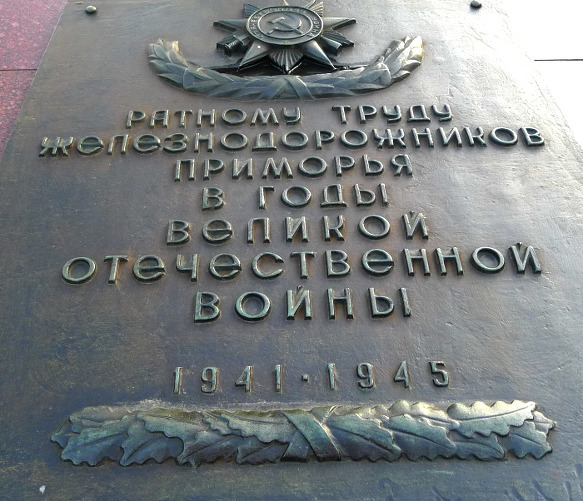 РАТНОМУ ТРУДУ
ЖЕЛЕЗНОДОРОЖНИКОВ
ПРИМОРЬЯ
В ГОДЫ
ВЕЛИКОЙ
ОТЕЧЕСТВЕННОЙ
ВОЙНЫ
1941·1945